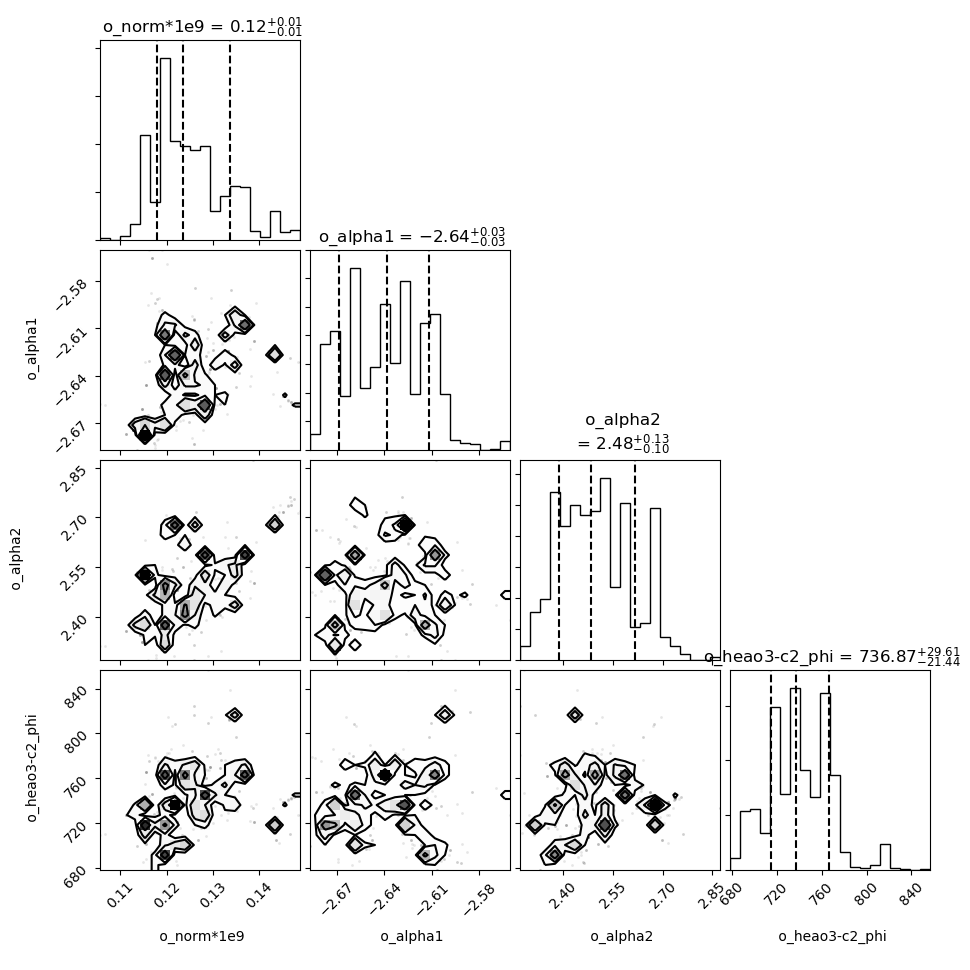 o_norm*1e9 = 0.12+0.01−0.01
o_alpha1 = −2.64+0.03−0.03
o_alpha1
−2.58
−2.61
−2.64
−2.67
o_alpha2
= 2.48+0.13−0.10
o_alpha2
2.85
2.70
2.55
2.40
o_heao3-c2_phi = 736.87+29.61−21.44
o_heao3-c2_phi
840
800
760
720
680
0.11 0.12 0.13 0.14
−2.67 −2.64 −2.61 −2.58
2.40 2.55 2.70 2.85
680 720 760 800 840
o_norm*1e9 o_alpha1 o_alpha2 o_heao3-c2_phi